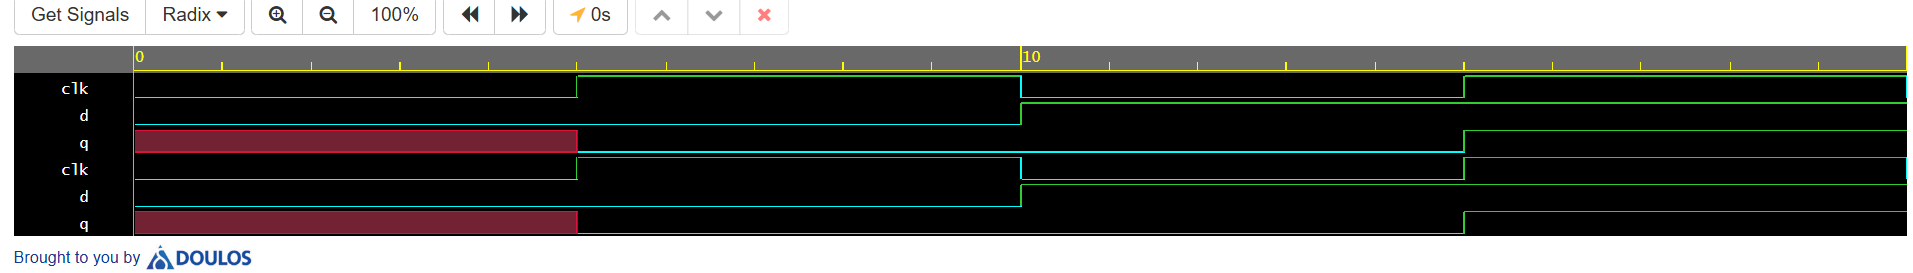 Get Signals Radix 100% 0s
0 10
clk
d
q
clk
d
q
Brought to you by DOULOS